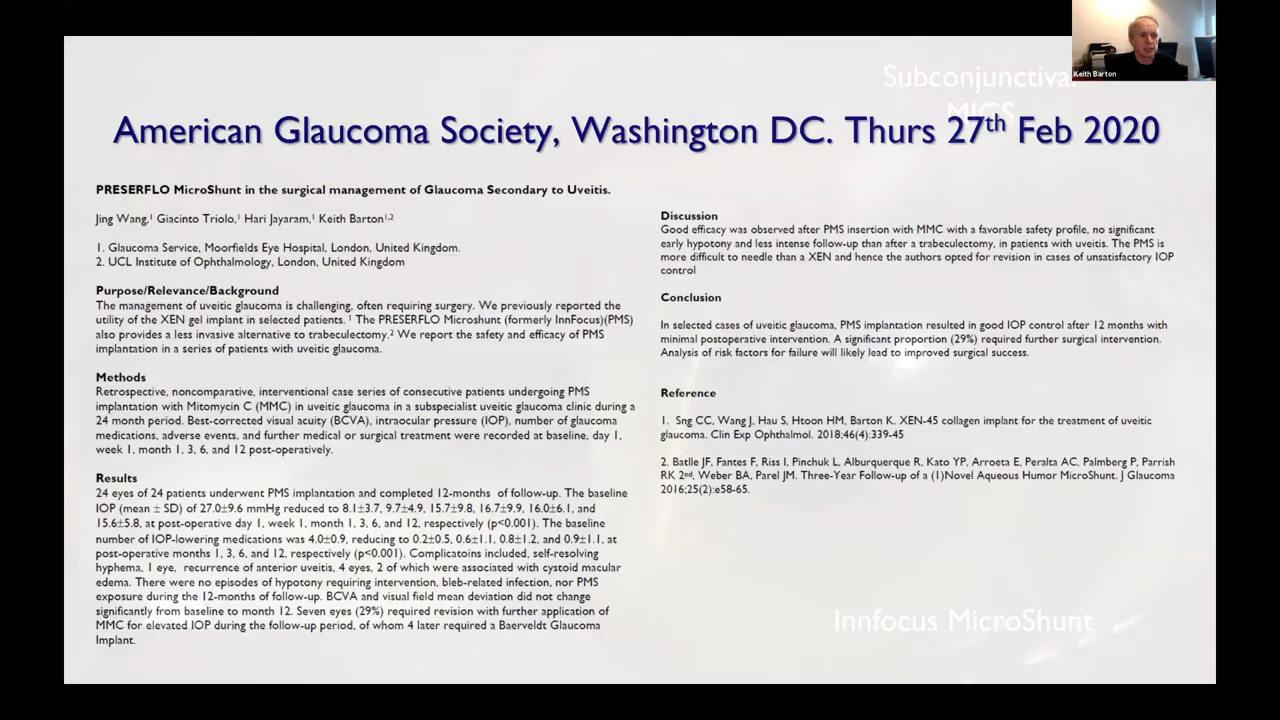 Keith Barton
Subconjunctival
MIGS
American Glaucoma Society, Washington DC. Thurs 27th Feb 2020
PRESERFLO MicroShunt in the surgical management of Glaucoma Secondary to Uveitis.
Jing Wang,1 Giacinto Triolo,1 Hari Jayaram,1 Keith Barton1,2
1. Glaucoma Service, Moorfields Eye Hospital, London, United Kingdom.
2. UCL Institute of Ophthalmology, London, United Kingdom
Purpose/Relevance/Background
The management of uveitic glaucoma is challenging, often requiring surgery. We previously reported the
utility of the XEN gel implant in selected patients. 1 The PRESERFLO Microshunt (formerly InnFocus)(PMS)
also provides a less invasive alternative to trabeculectomy.2 We report the safety and efficacy of PMS
implantation in a series of patients with uveitic glaucoma.
Methods
Retrospective, noncomparative, interventional case series of consecutive patients undergoing PMS
implantation with Mitomycin C (MMC) in uveitic glaucoma in a subspecialist uveitic glaucoma clinic during a
24 month period. Best-corrected visual acuity (BCVA), intraocular pressure (IOP), number of glaucoma
medications, adverse events, and further medical or surgical treatment were recorded at baseline, day 1,
week 1, month 1, 3, 6, and 12 post-operatively.
Results
24 eyes of 24 patients underwent PMS implantation and completed 12-months of follow-up. The baseline
IOP (mean ± SD) of 27.0±9.6 mmHg reduced to 8.1±3.7, 9.7±4.9, 15.7±9.8, 16.7±9.9, 16.0±6.1, and
15.6±5.8, at post-operative day 1, week 1, month 1, 3, 6, and 12, respectively (p<0.001). The baseline
number of IOP-lowering medications was 4.0±0.9, reducing to 0.2±0.5, 0.6±1.1, 0.8±1.2, and 0.9±1.1, at
post-operative months 1, 3, 6, and 12, respectively (p<0.001). Complicatoins included, self-resolving
hyphema, 1 eye, recurrence of anterior uveitis, 4 eyes, 2 of which were associated with cystoid macular
edema. There were no episodes of hypotony requiring intervention, bleb-related infection, nor PMS
exposure during the 12-months of follow-up. BCVA and visual field mean deviation did not change
significantly from baseline to month 12. Seven eyes (29%) required revision with further application of
MMC for elevated IOP during the follow-up period, of whom 4 later required a Baerveldt Glaucoma
Implant.
Discussion
Good efficacy was observed after PMS insertion with MMC with a favorable safety profile, no significant
early hypotony and less intense follow-up than after a trabeculectomy, in patients with uveitis. The PMS is
more difficult to needle than a XEN and hence the authors opted for revision in cases of unsatisfactory IOP
control
Conclusion
In selected cases of uveitic glaucoma, PMS implantation resulted in good IOP control after 12 months with
minimal postoperative intervention. A significant proportion (29%) required further surgical intervention.
Analysis of risk factors for failure will likely lead to improved surgical success.
Reference
1. Sng CC, Wang J, Hau S, Htoon HM, Barton K. XEN-45 collagen implant for the treatment of uveitic
glaucoma. Clin Exp Ophthalmol. 2018;46(4):339-45
2. Batlle JF, Fantes F, Riss I, Pinchuk L, Alburquerque R, Kato YP, Arroeta E, Peralta AC, Palmberg P, Parrish
RK 2nd, Weber BA, Parel JM. Three-Year Follow-up of a (1)Novel Aqueous Humor MicroShunt. J Glaucoma
2016;25(2):e58-65.
Innfocus MicroShunt